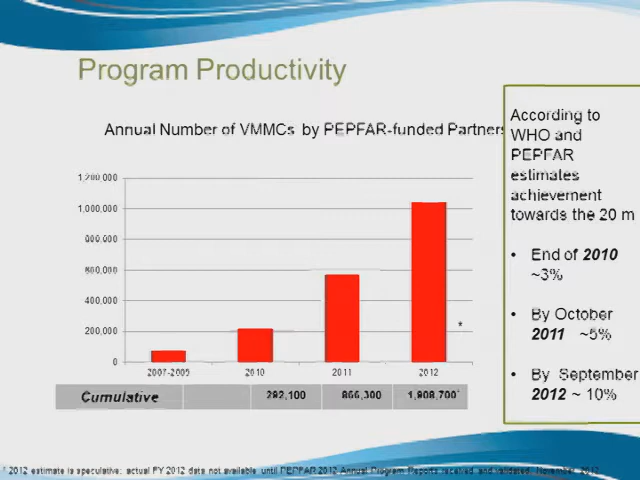 Program Productivity
Annual Number of VMMCs by PEPFAR-funded Partners
1,200,000
1,000,000
800,000
600,000
400,000
200,000
0
2007-2009
2010
2011
2012
*
Cumulative 292,100 866,300 1,908,700*
According to
WHO and
PEPFAR
estimates
achievement
towards the 20 m
• End of 2010
~3%
• By October
2011 ~5%
• By September
2012 ~ 10%
* 2012 estimate is speculative: actual FY 2012 data not available until PEPFAR 2012 Annual Program Reports received and validated, November 2012